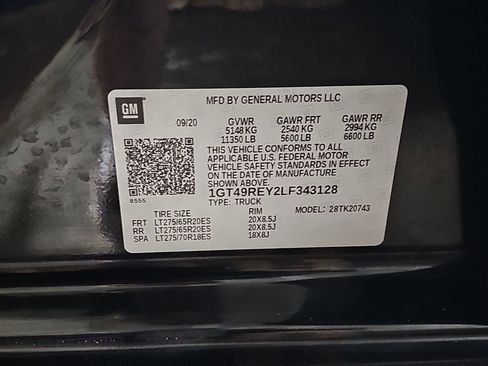 GM
MFD BY GENERAL MOTORS LLC
09/20 GVWR GAWR FRT GAWR RR
5148 KG 2540 KG 2994 KG
11350 LB 5600 LB 6600 LB
THIS VEHICLE CONFORMS TO ALL
APPLICABLE U.S. FEDERAL MOTOR
VEHICLE SAFETY STANDARDS IN EFFECT
ON THE DATE OF MANUFACTURE
SHOWN ABOVE
1GT49REY2LF343128
8555 TYPE: TRUCK
TIRE SIZE RIM MODEL: 28TK20743
FRT LT275/65R20ES 20X8.5J
RR LT275/65R20ES 20X8.5J
SPA LT275/70R18ES 18X8J